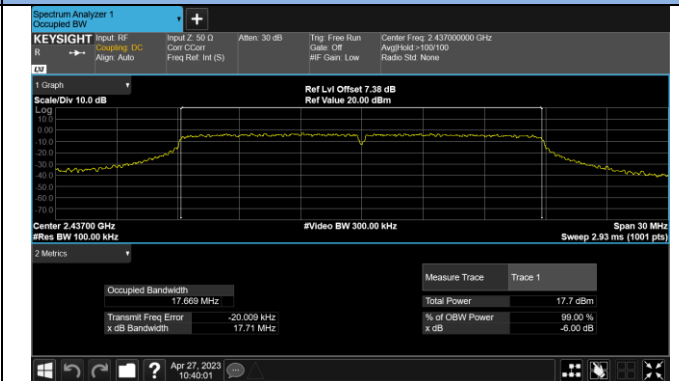 Spectrum Analyzer 1
Occupied BW
KEYSIGHT Input: RF Input Z: 50 Ω Atten: 30 dB Trig: Free Run Center Freq: 2.437000000 GHz
R Coupling: DC Corr CCorr Gate: Off Avg|Hold:>100/100
Align: Auto Freq Ref: Int (S) #IF Gain: Low Radio Std: None
LXI
1 Graph Ref Lvl Offset 7.38 dB
Scale/Div 10.0 dB Ref Value 20.00 dBm
Log
10.0
0.00
-10.0
-20.0
-30.0
-40.0
-50.0
-60.0
-70.0
Center 2.43700 GHz #Video BW 300.00 kHz Span 30 MHz
#Res BW 100.00 kHz Sweep 2.93 ms (1001 pts)
2 Metrics
Measure Trace Trace 1
Occupied Bandwidth
17.669 MHz Total Power 17.7 dBm
Transmit Freq Error -20.009 kHz % of OBW Power 99.00 %
x dB Bandwidth 17.71 MHz x dB -6.00 dB
? Apr 27, 2023
10:40:01